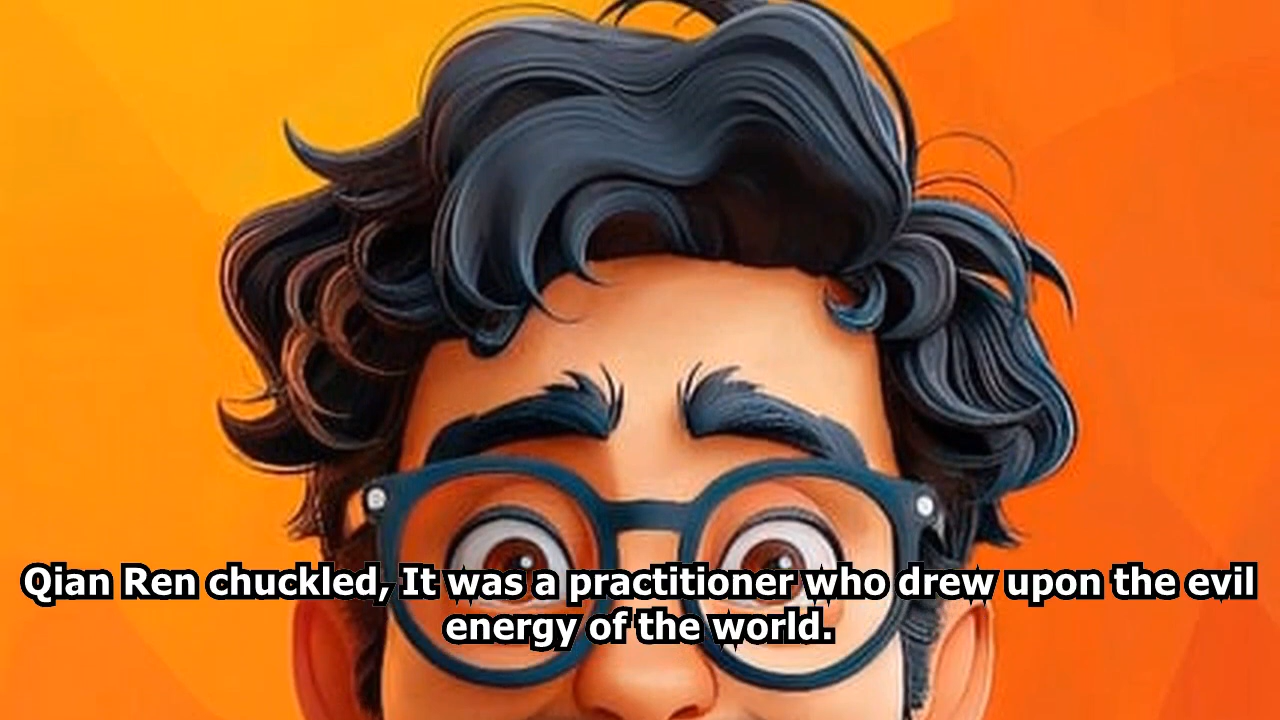 Qian Ren chuckled, It was a practitioner who drew upon the evil
energy of the world.